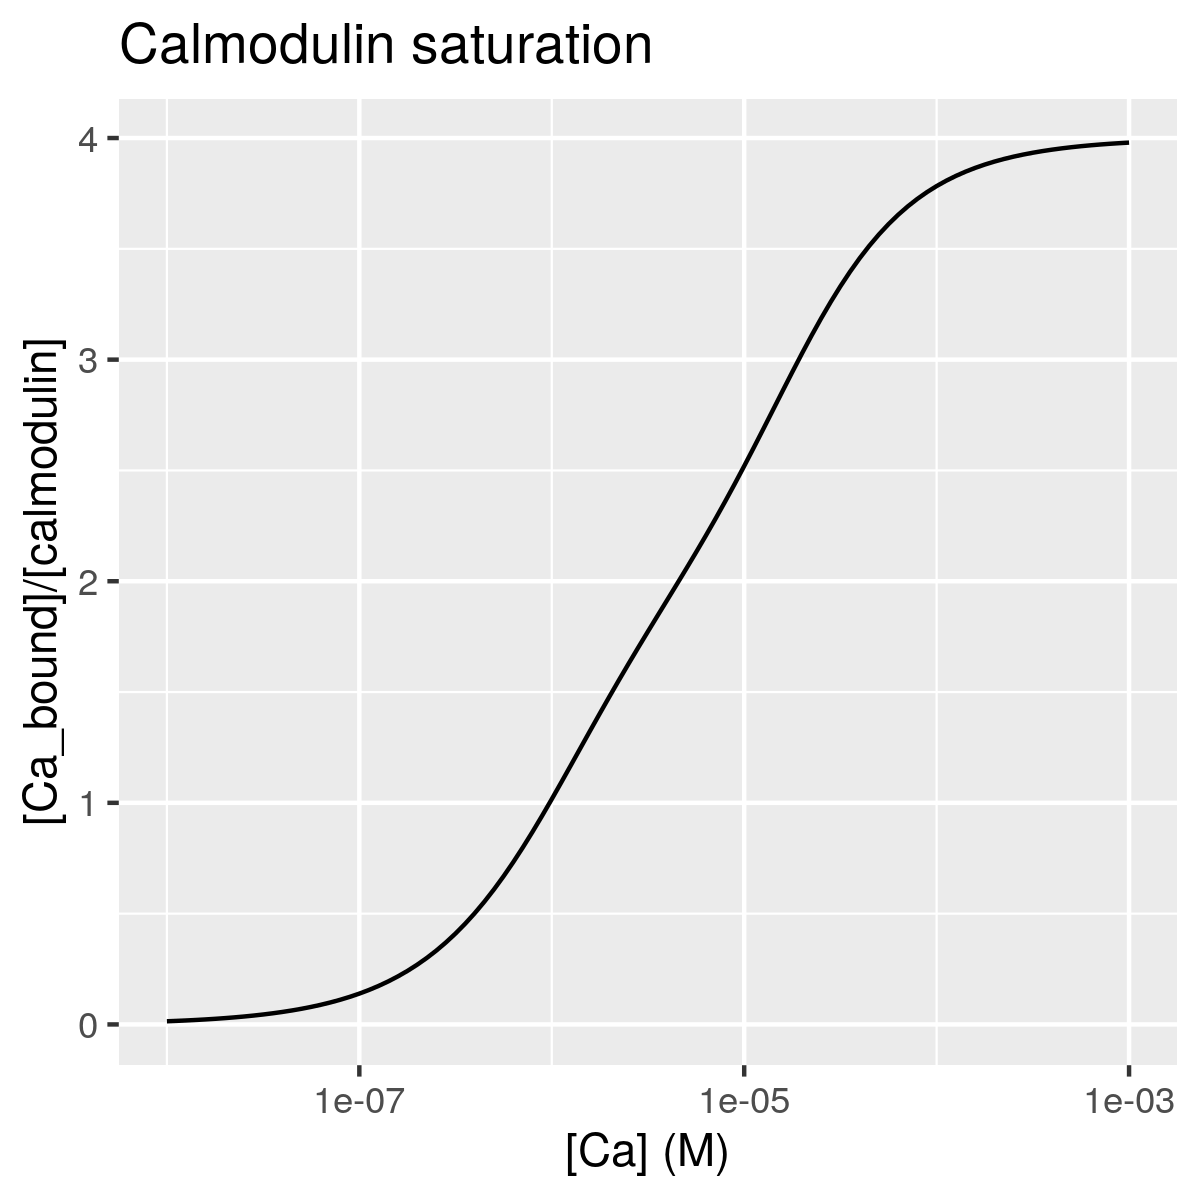 Calmodulin saturation
[Ca_bound]/[calmodulin]
4
3
2
1
0
1e-07 1e-05 1e-03
[Ca] (M)